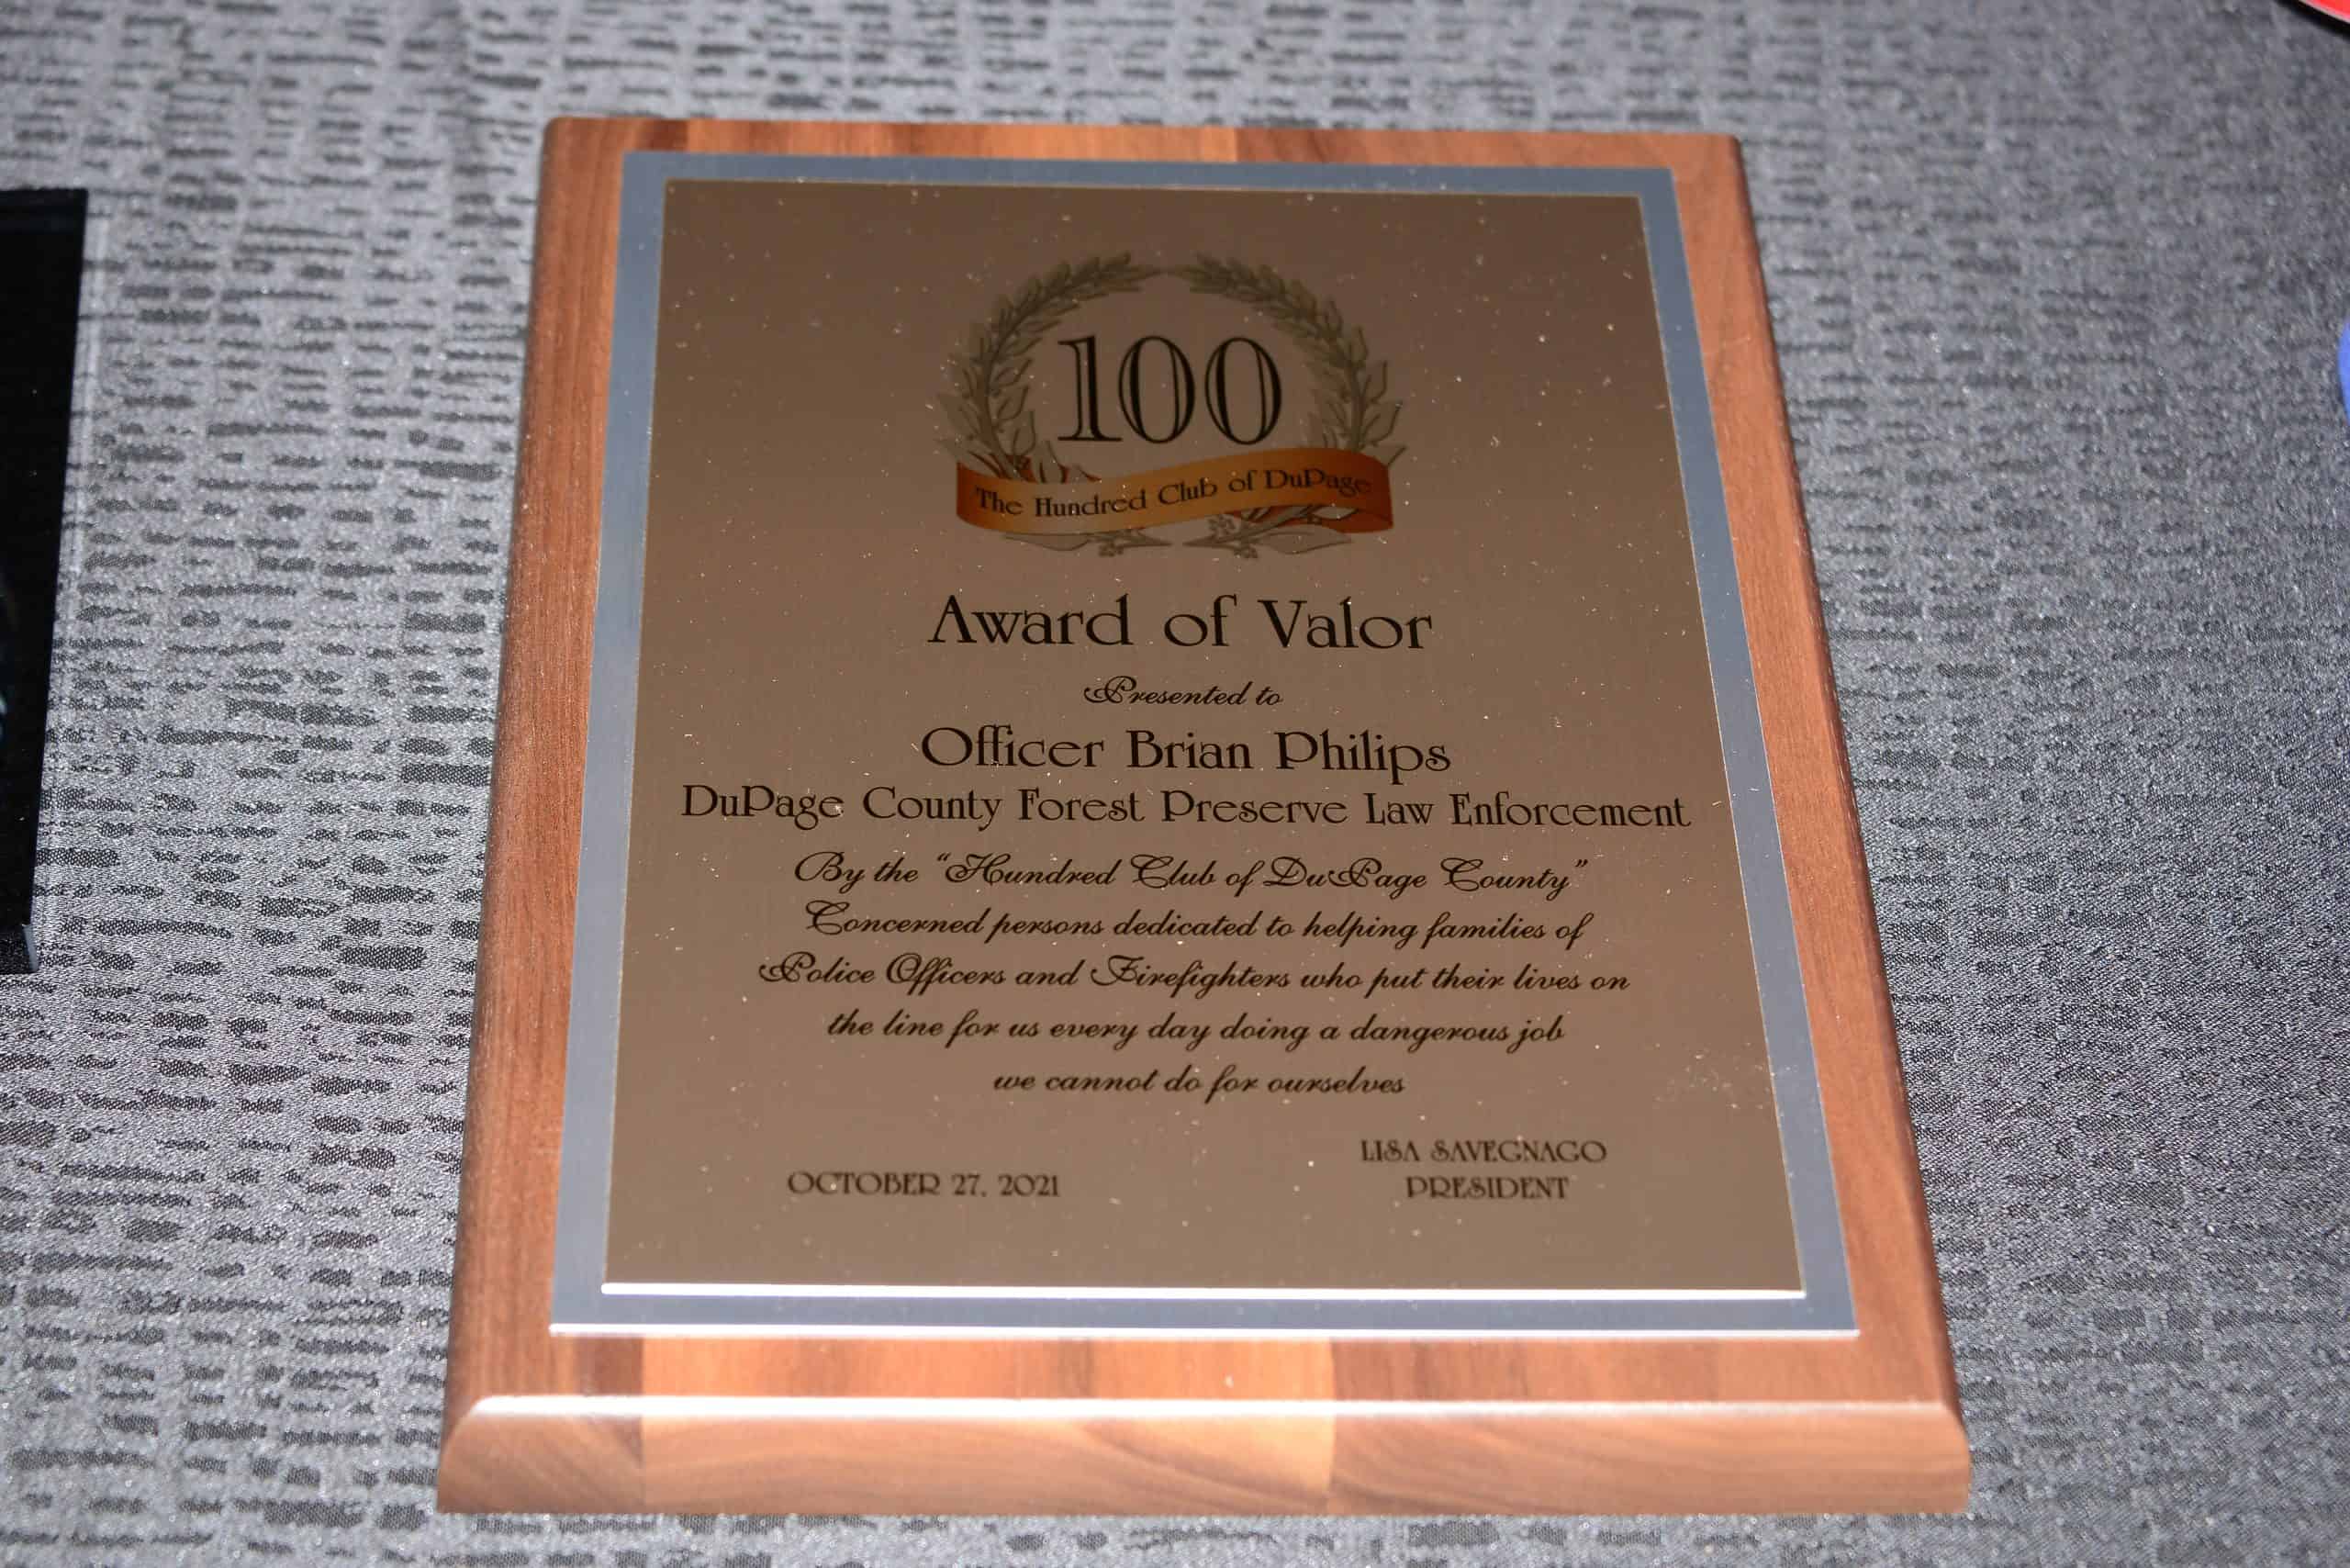 100
The Hundred Club of DuPage
Award of Valor
Presented to
Officer Brian Philips
DuPage County Forest Preserve Law Enforcement
By the "Hundred Club of DuPage County"
Concerned persons dedicated to helping families of
Police Officers and Firefighters who put their lives on
the line for us every day doing a dangerous job
we cannot do for ourselves
OCTOBER 27, 2021
LISA SAVEGNAGO
PRESIDENT